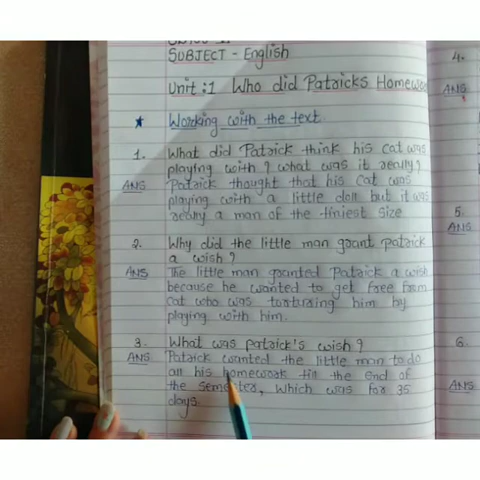 SUBJECT - English
Unit:1 Who did Patricks Homewor
* Working with the text
4.
ANS
1. What did Patrick think his cat was
playing with? what was it really?
ANS Patrick thought that his cat was
playing with a little doll but it was
really a man of the tiniest size
5.
ANS
2. Why did the little man grant patrick
a wish?
ANS The little man granted Patrick a wish
because he wanted to get free from
cat who was torturing him by
playing with him.
3. What was patrick's wish?
6.
ANS Patrick wanted the little man to do
all his homework till the end of
the semester, which was for 35
days.
ANS